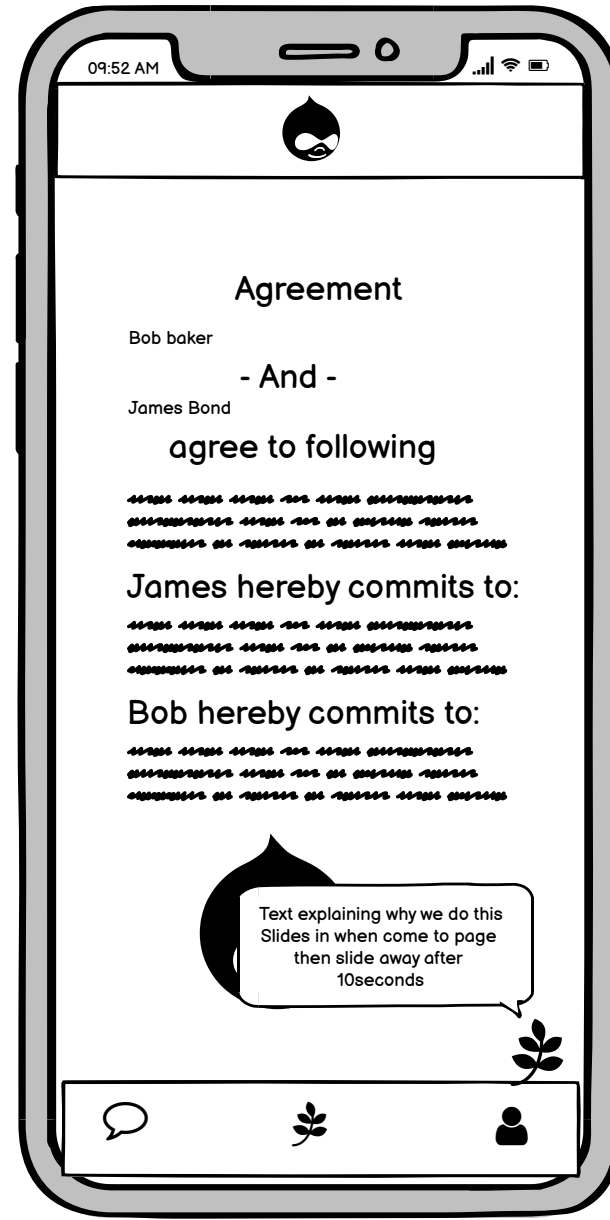 09:52 AM
Agreement
Bob baker
- And -
James Bond
agree to following
James hereby commits to:
Bob hereby commits to:
Text explaining why we do this
Slides in when come to page
then slide away after
10seconds